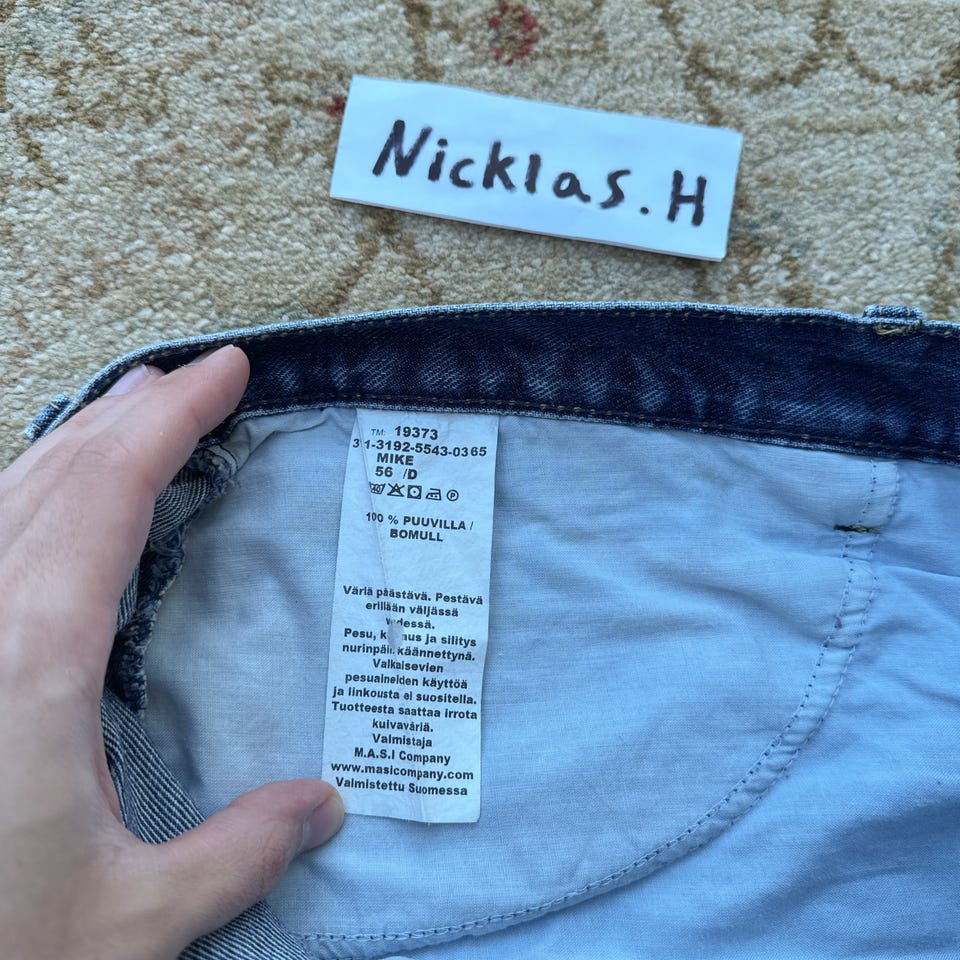 Nicklas.H
TM: 19373
-3192-5543-0365
MIKE
56 /D
100 % PUUVILLA /
BOMULL
Väriä päästävä. Pestävä
erillään väljässä
Pesu, ja silitys
käännettynä.
Valkaisevien
pesuaineiden käyttöä
ja linkousta ei suositella.
Tuotteesta saattaa irrota
kuivaväriä.
Valmistaja
M.A.S.I Company
www.masicompany.com
Valmistettu Suomessa